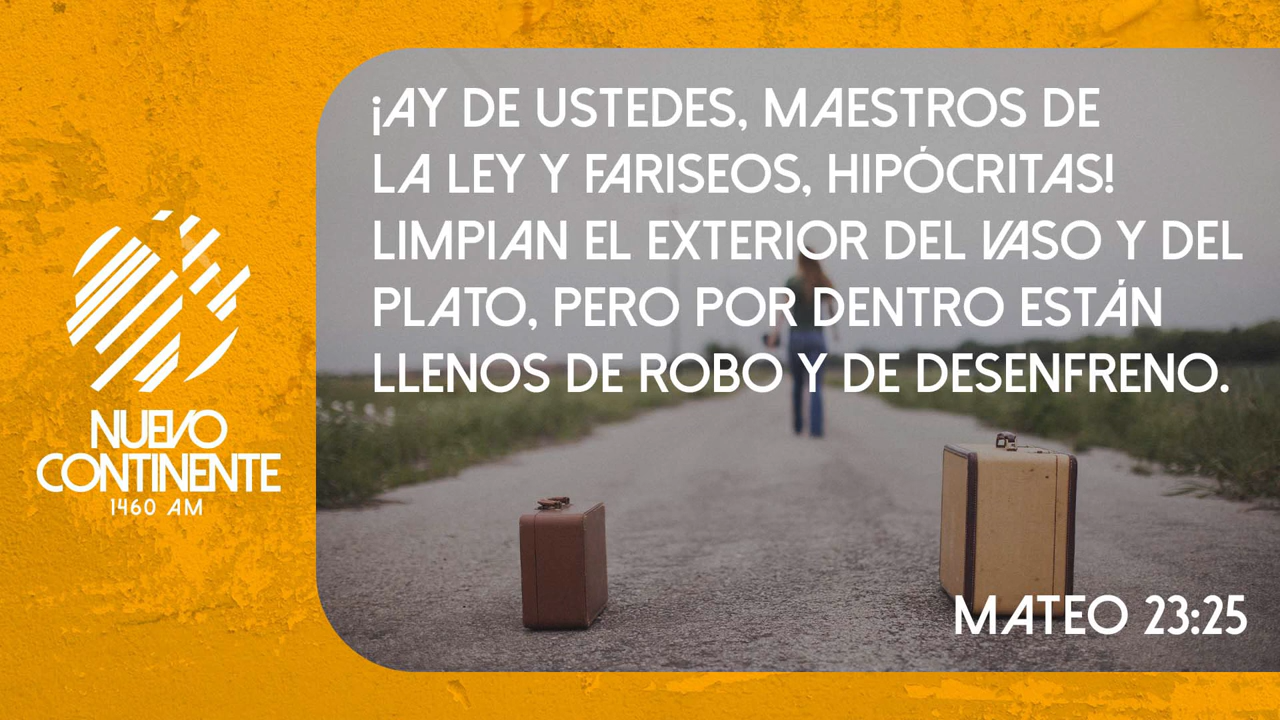 NUEVO
CONTINENTE
1460 AM
¡AY DE USTEDES, MAESTROS DE
LA LEY Y FARISEOS, HIPÓCRITAS!
LIMPIAN EL EXTERIOR DEL VASO Y DEL
PLATO, PERO POR DENTRO ESTÁN
LLENOS DE ROBO Y DE DESENFRENO.
MATEO 23:25